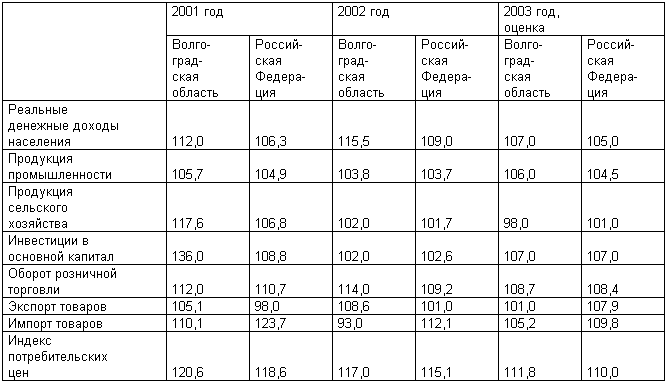 2001 год 2002 год 2003 год,
оценка
Волго- Россий- Волго- Россий- Волго- Россий-
град- ская град- ская град- ская
ская Федера- ская Федера- ская Федера-
область ция область ция область ция
Реальные
денежные доходы
населения 112,0 106,3 115,5 109,0 107,0 105,0
Продукция
промышленности 105,7 104,9 103,8 103,7 106,0 104,5
Продукция
сельского
хозяйства 117,6 106,8 102,0 101,7 98,0 101,0
Инвестиции в
основной капитал 136,0 108,8 102,0 102,6 107,0 107,0
Оборот розничной
торговли 112,0 110,7 114,0 109,2 108,7 108,4
Экспорт товаров 105,1 98,0 108,6 101,0 101,0 107,9
Импорт товаров 110,1 123,7 93,0 112,1 105,2 109,8
Индекс
потребительских
цен 120,6 118,6 117,0 115,1 111,8 110,0